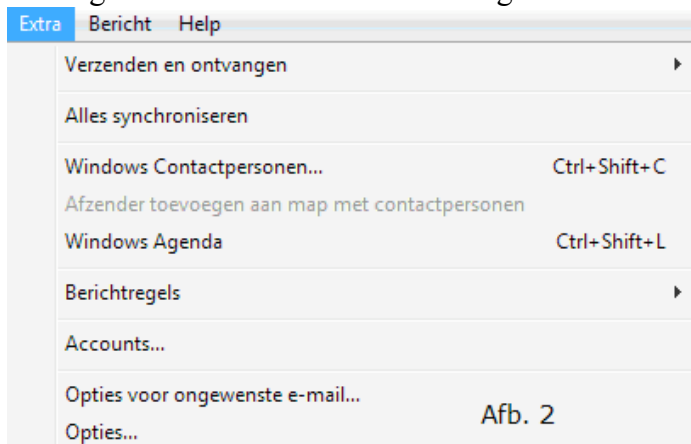 Extra Bericht Help
Verzenden en ontvangen
Alles synchroniseren
Windows Contactpersonen... Ctrl+Shift+C
Afzender toevoegen aan map met contactpersonen
Windows Agenda Ctrl+Shift+L
Berichtregels
Accounts...
Opties voor ongewenste e-mail...
Afb. 2
Opties...